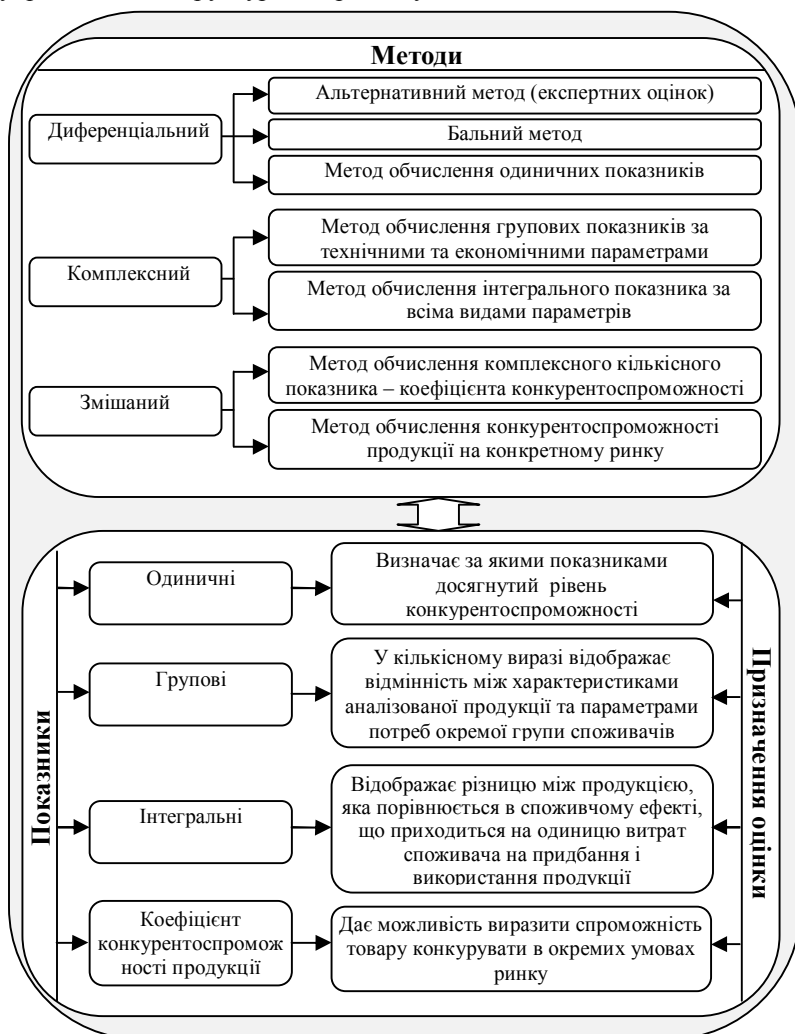 Методи
Диференціальний
Альтернативний метод (експертних оцінок)
Бальний метод
Метод обчислення одиничних показників
Комплексний
Метод обчислення групових показників за
технічними та економічними параметрами
Метод обчислення інтегрального показника за
всіма видами параметрів
Змішаний
Метод обчислення комплексного кількісного
показника – коефіцієнта конкурентоспроможності
Метод обчислення конкурентоспроможності
продукції на конкретному ринку
Показники
Одиничні
Визначає за якими показниками
досягнутий рівень
конкурентоспроможності
Групові
У кількісному виразі відображає
відмінність між характеристиками
аналізованої продукції та параметрами
потреб окремої групи споживачів
Інтегральні
Відображає різницю між продукцією,
яка порівнюється в споживчому ефекті,
що приходиться на одиницю витрат
споживача на придбання і
використання продукції
Коефіцієнт
конкурентоспромож
ності продукції
Дає можливість виразити спроможність
товару конкурувати в окремих умовах
ринку
Призначення оцінки